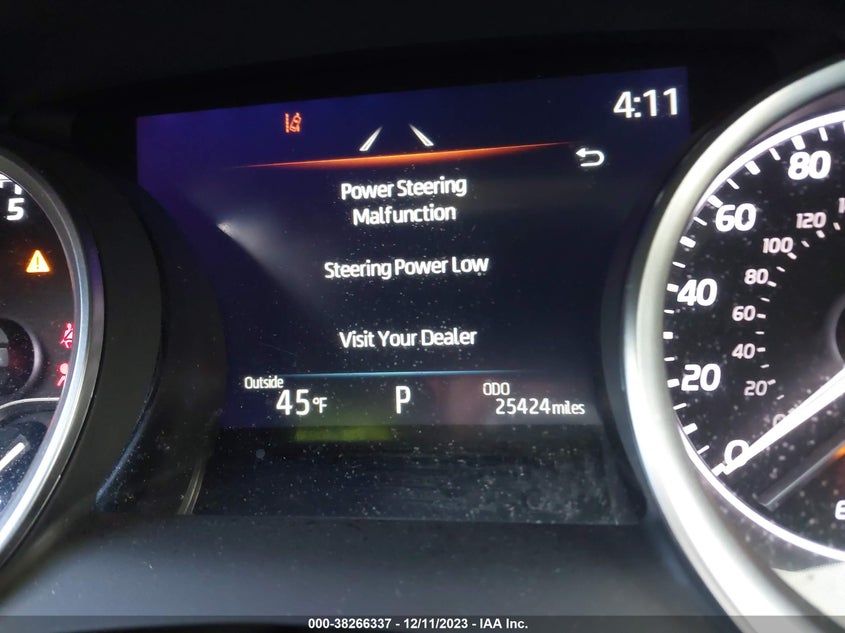 4:11
Power Steering
Malfunction
Steering Power Low
Visit Your Dealer
Outside
45°F
P
ODO
25424 miles
5
80
60
40
20
0
120
100
80
60
40
20
000-38266337 - 12/11/2023 - IAA Inc.